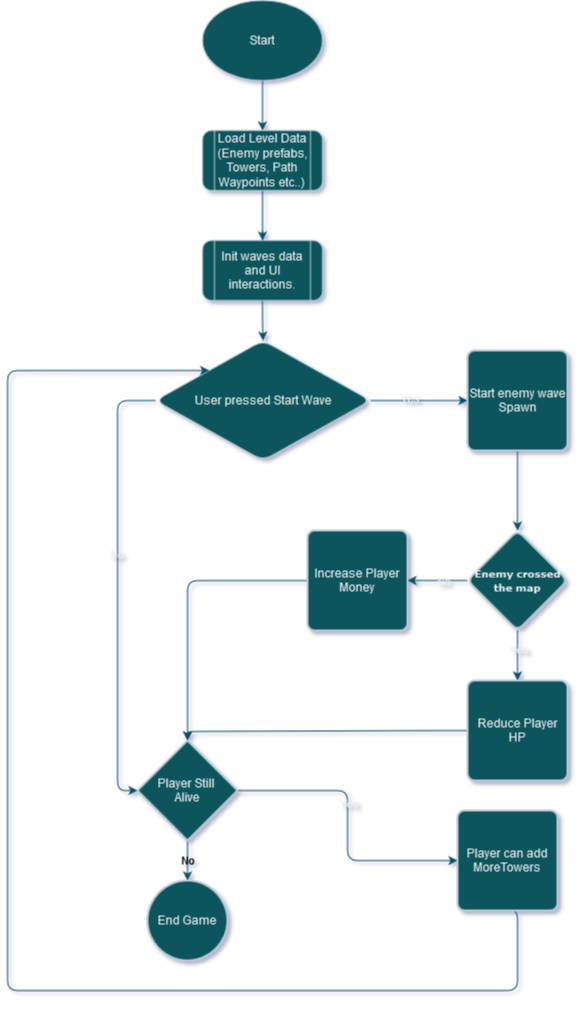 Start
Load Level Data
(Enemy prefabs,
Towers, Path
Waypoints etc..)
Init waves data
and UI
interactions.
User pressed Start Wave
Yes
Start enemy wave
Spawn
Enemy crossed
the map
Increase Player
Money
Yes
Reduce Player
HP
Player Still
Alive
Yes
Player can add
MoreTowers
No
End Game